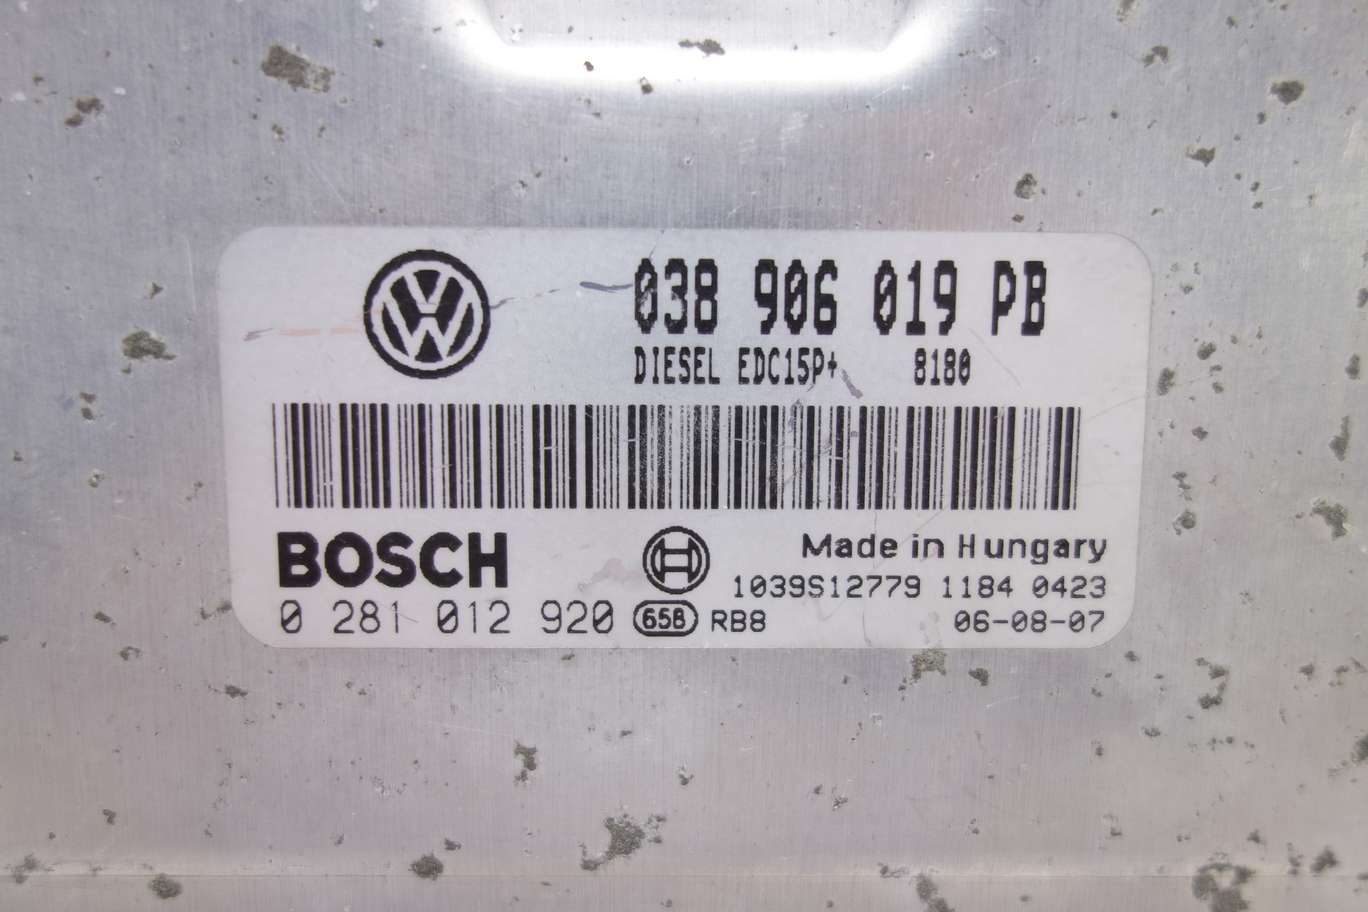 038 906 019 PB
DIESEL EDC15P+ 8180
BOSCH
Made in Hungary
1039S12779 1184 0423
0 281 012 920 658 RB8 06-08-07